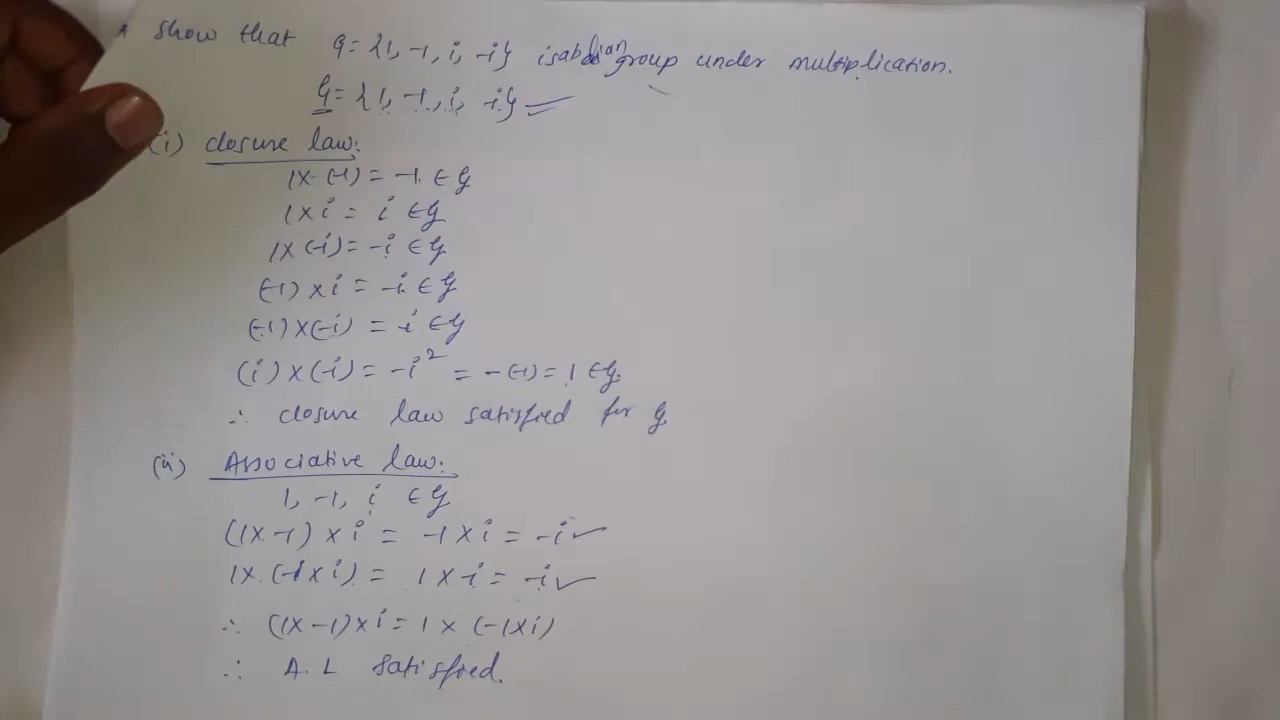 * show that G = {1, -1, i, -i} is abelian group under multiplication.
G = {1, -1, i, -i}
(i) closure law:
1 x (-1) = -1 ∈ G
1 x i = i ∈ G
1 x (-i) = -i ∈ G
(-1) x i = -i ∈ G
(-1) x (-i) = i ∈ G
(i) x (-i) = -i² = -(-1) = 1 ∈ G.
∴ closure law satisfied for G
(ii) Associative law:
1, -1, i ∈ G
(1 x -1) x i = -1 x i = -i ✓
1 x (-1 x i) = 1 x -i = -i ✓
∴ (1 x -1) x i = 1 x (-1 x i)
∴ A. L satisfied.